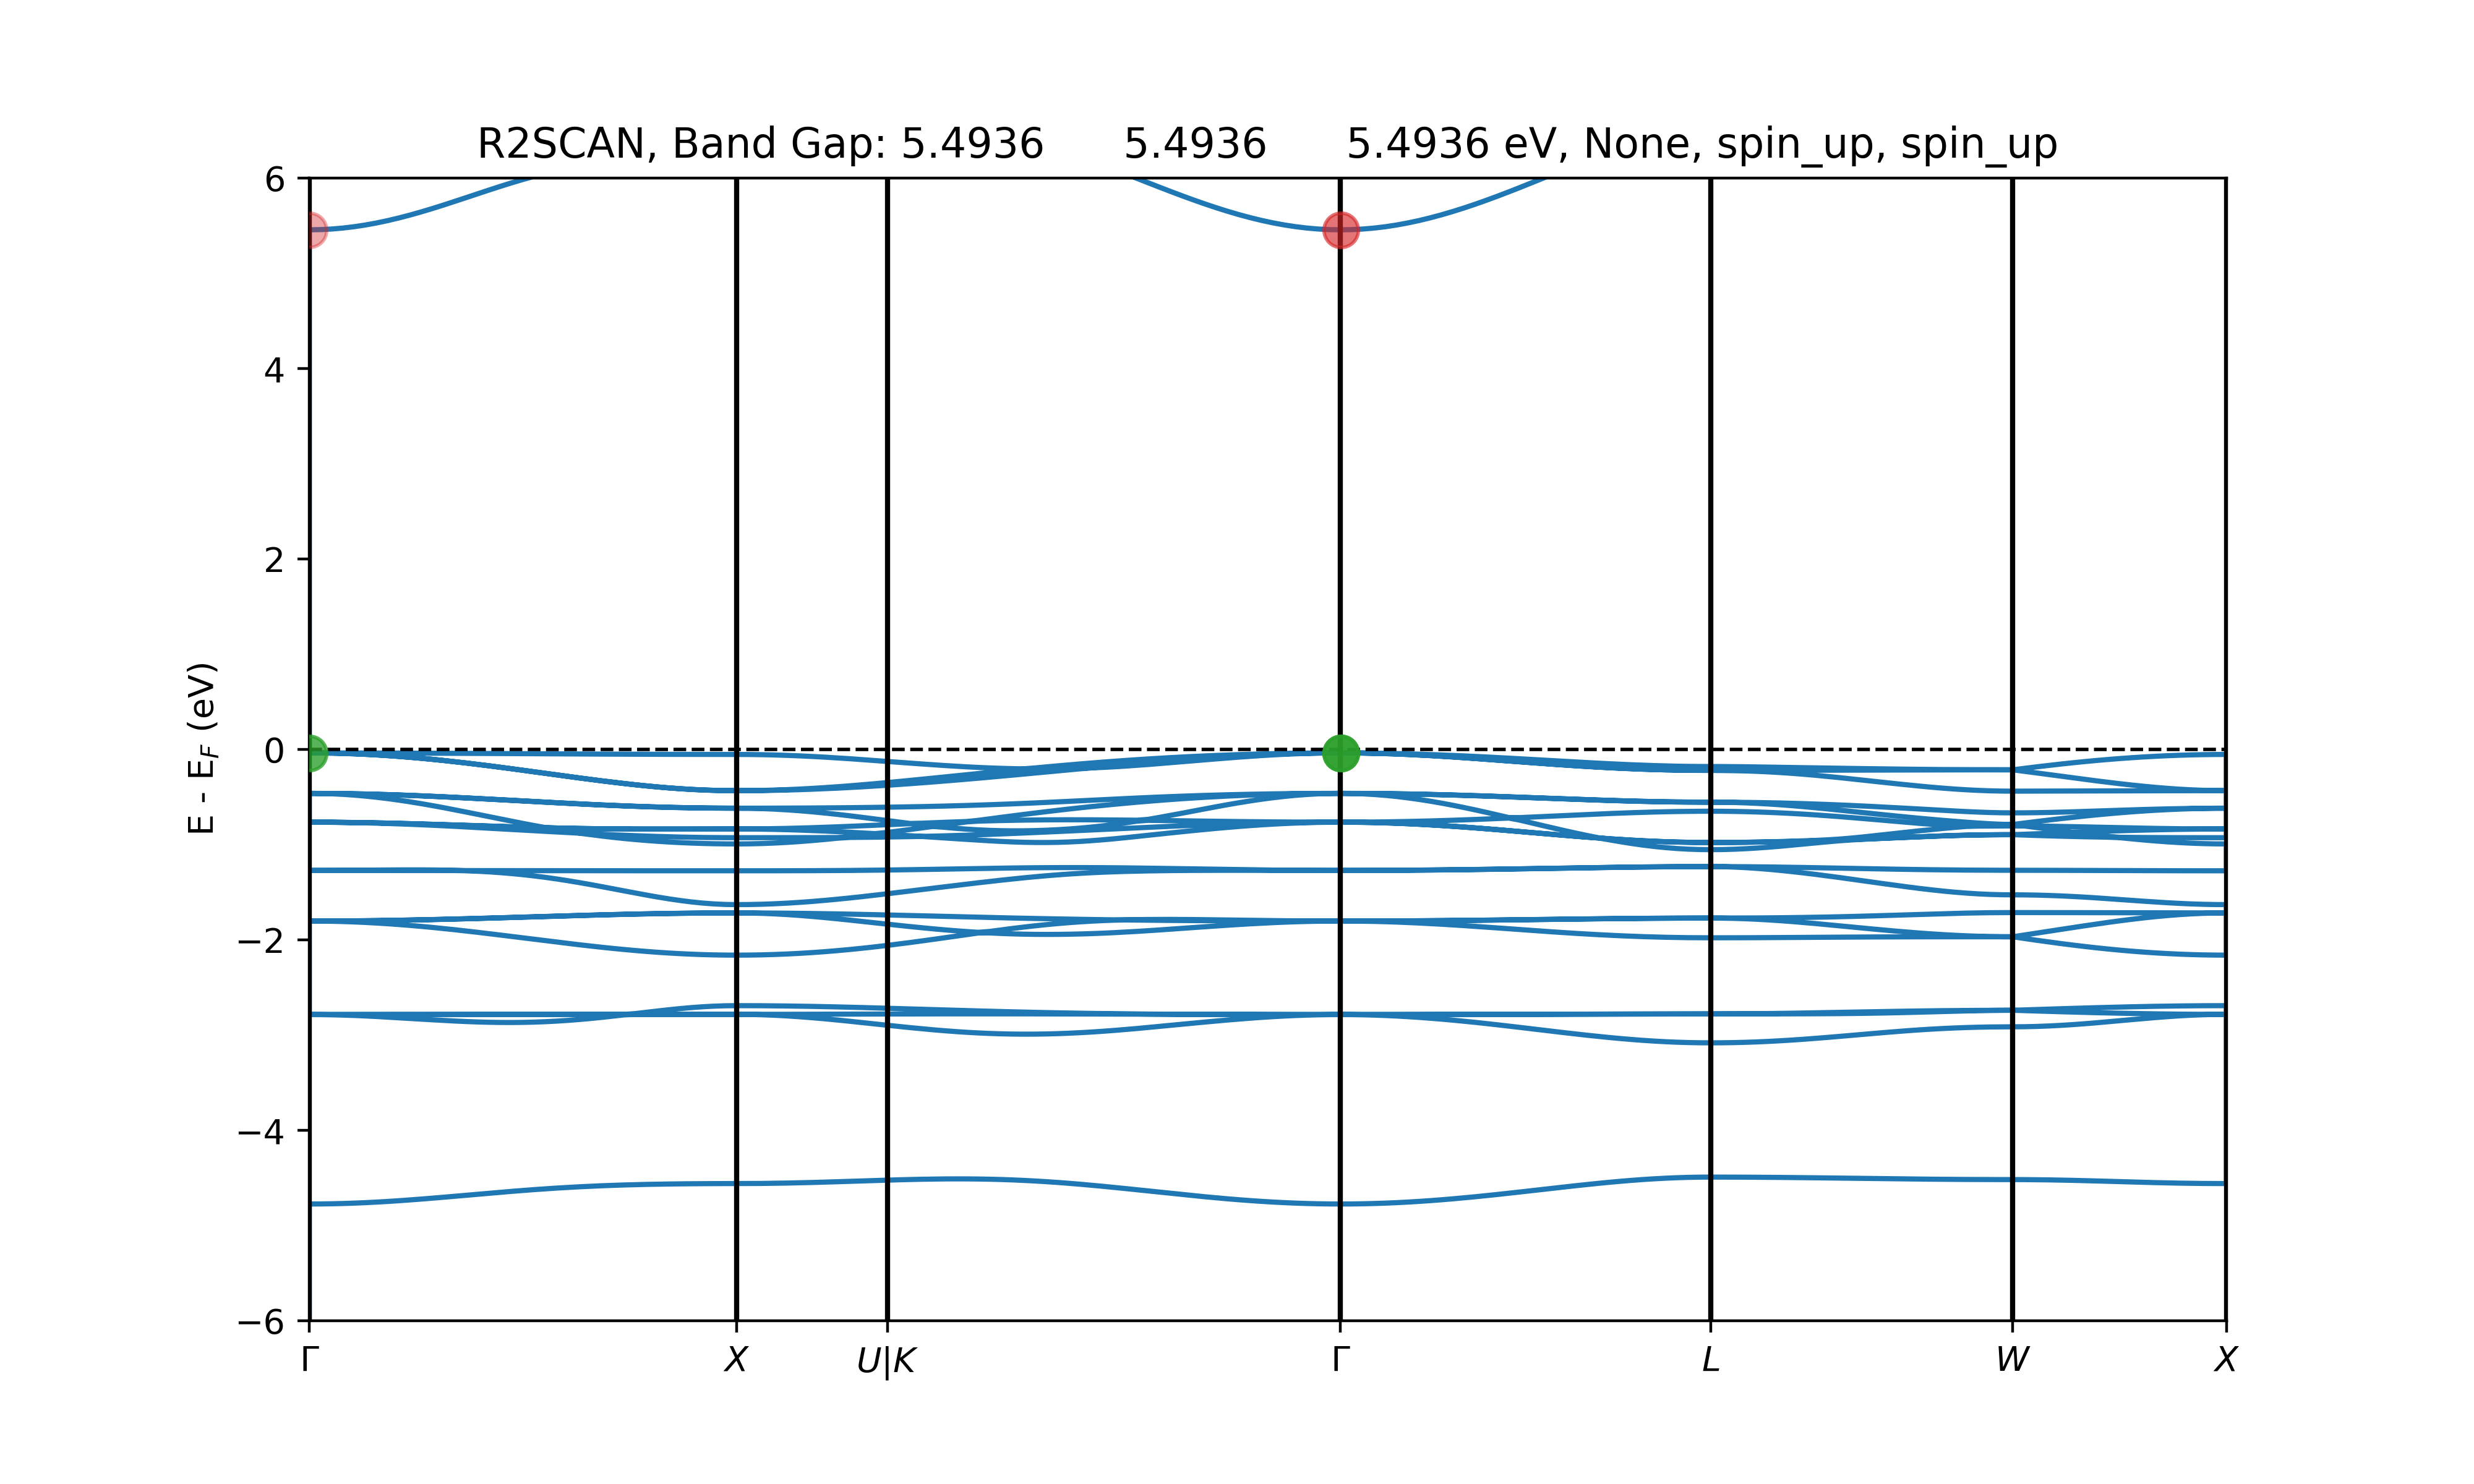 R2SCAN, Band Gap: 5.4936 5.4936 5.4936 eV, None, spin_up, spin_up
6
4
2
0
−2
−4
−6
E - E_F (eV)
Γ X U|K Γ L W X